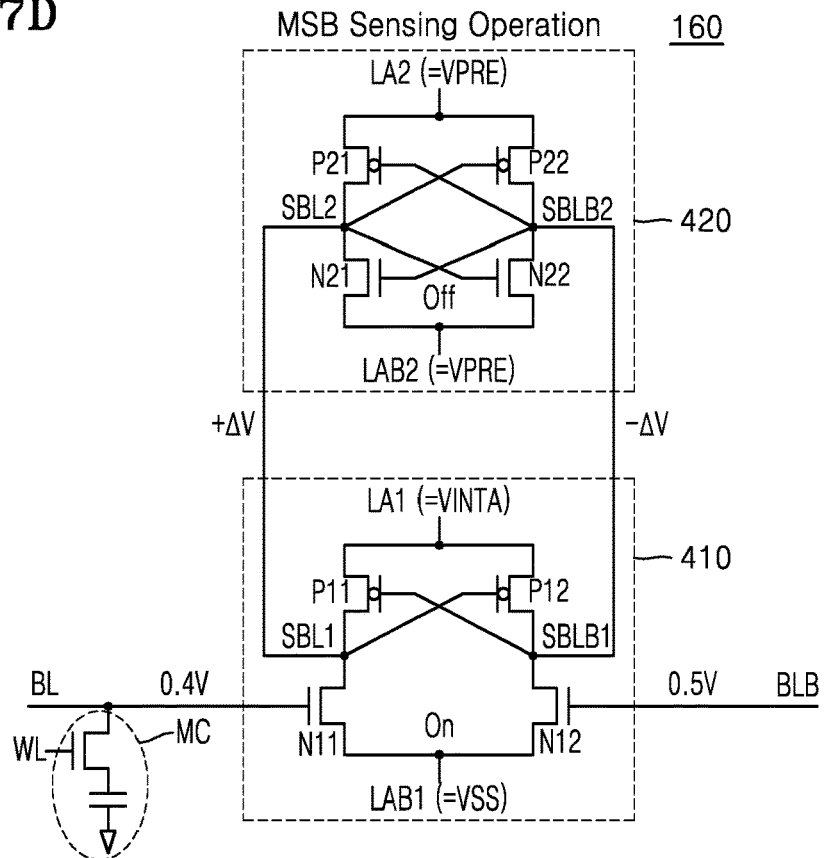 7D
MSB Sensing Operation
160
LA2 (=VPRE)
P21
P22
SBL2
SBLB2
420
N21
N22
Off
LAB2 (=VPRE)
+ΔV
-ΔV
LA1 (=VINTA)
410
P11
P12
SBL1
SBLB1
BL
0.4V
0.5V
BLB
WL
MC
N11
On
N12
LAB1 (=VSS)